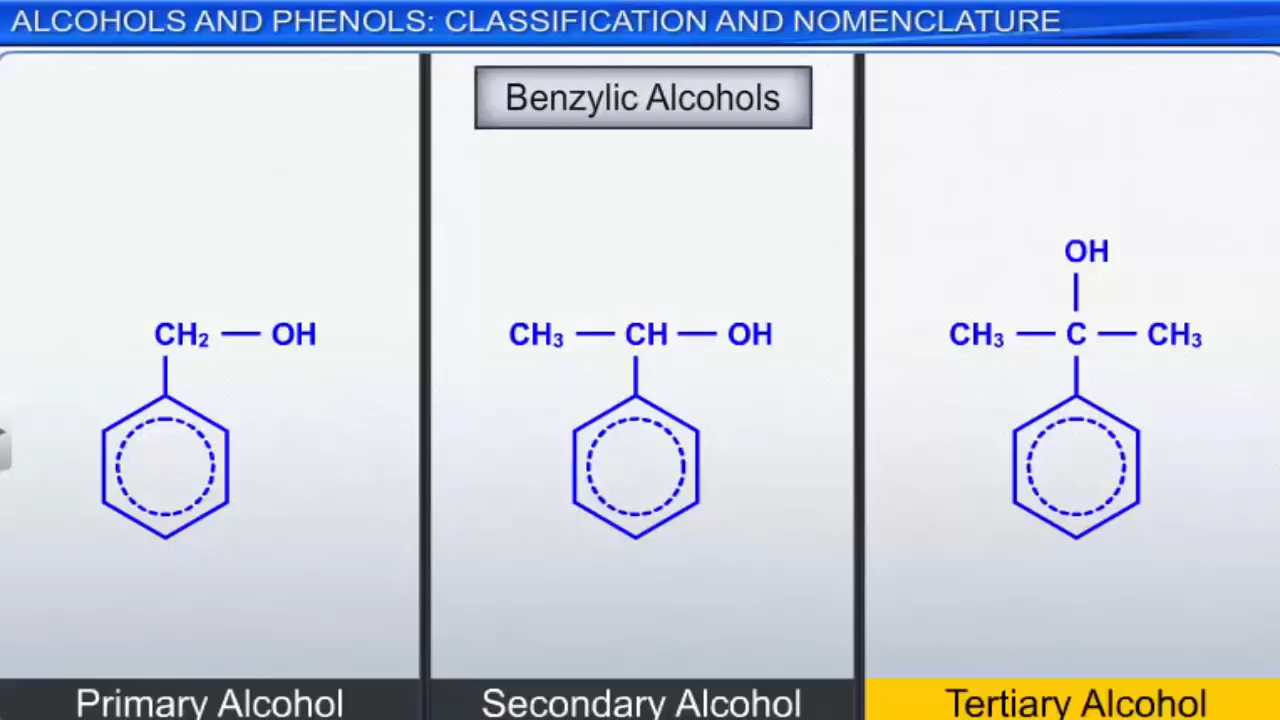 ALCOHOLS AND PHENOLS: CLASSIFICATION AND NOMENCLATURE
Benzylic Alcohols
OH
CH₂ — OH
CH₃ — CH — OH
CH₃ — C — CH₃
Primary Alcohol
Secondary Alcohol
Tertiary Alcohol